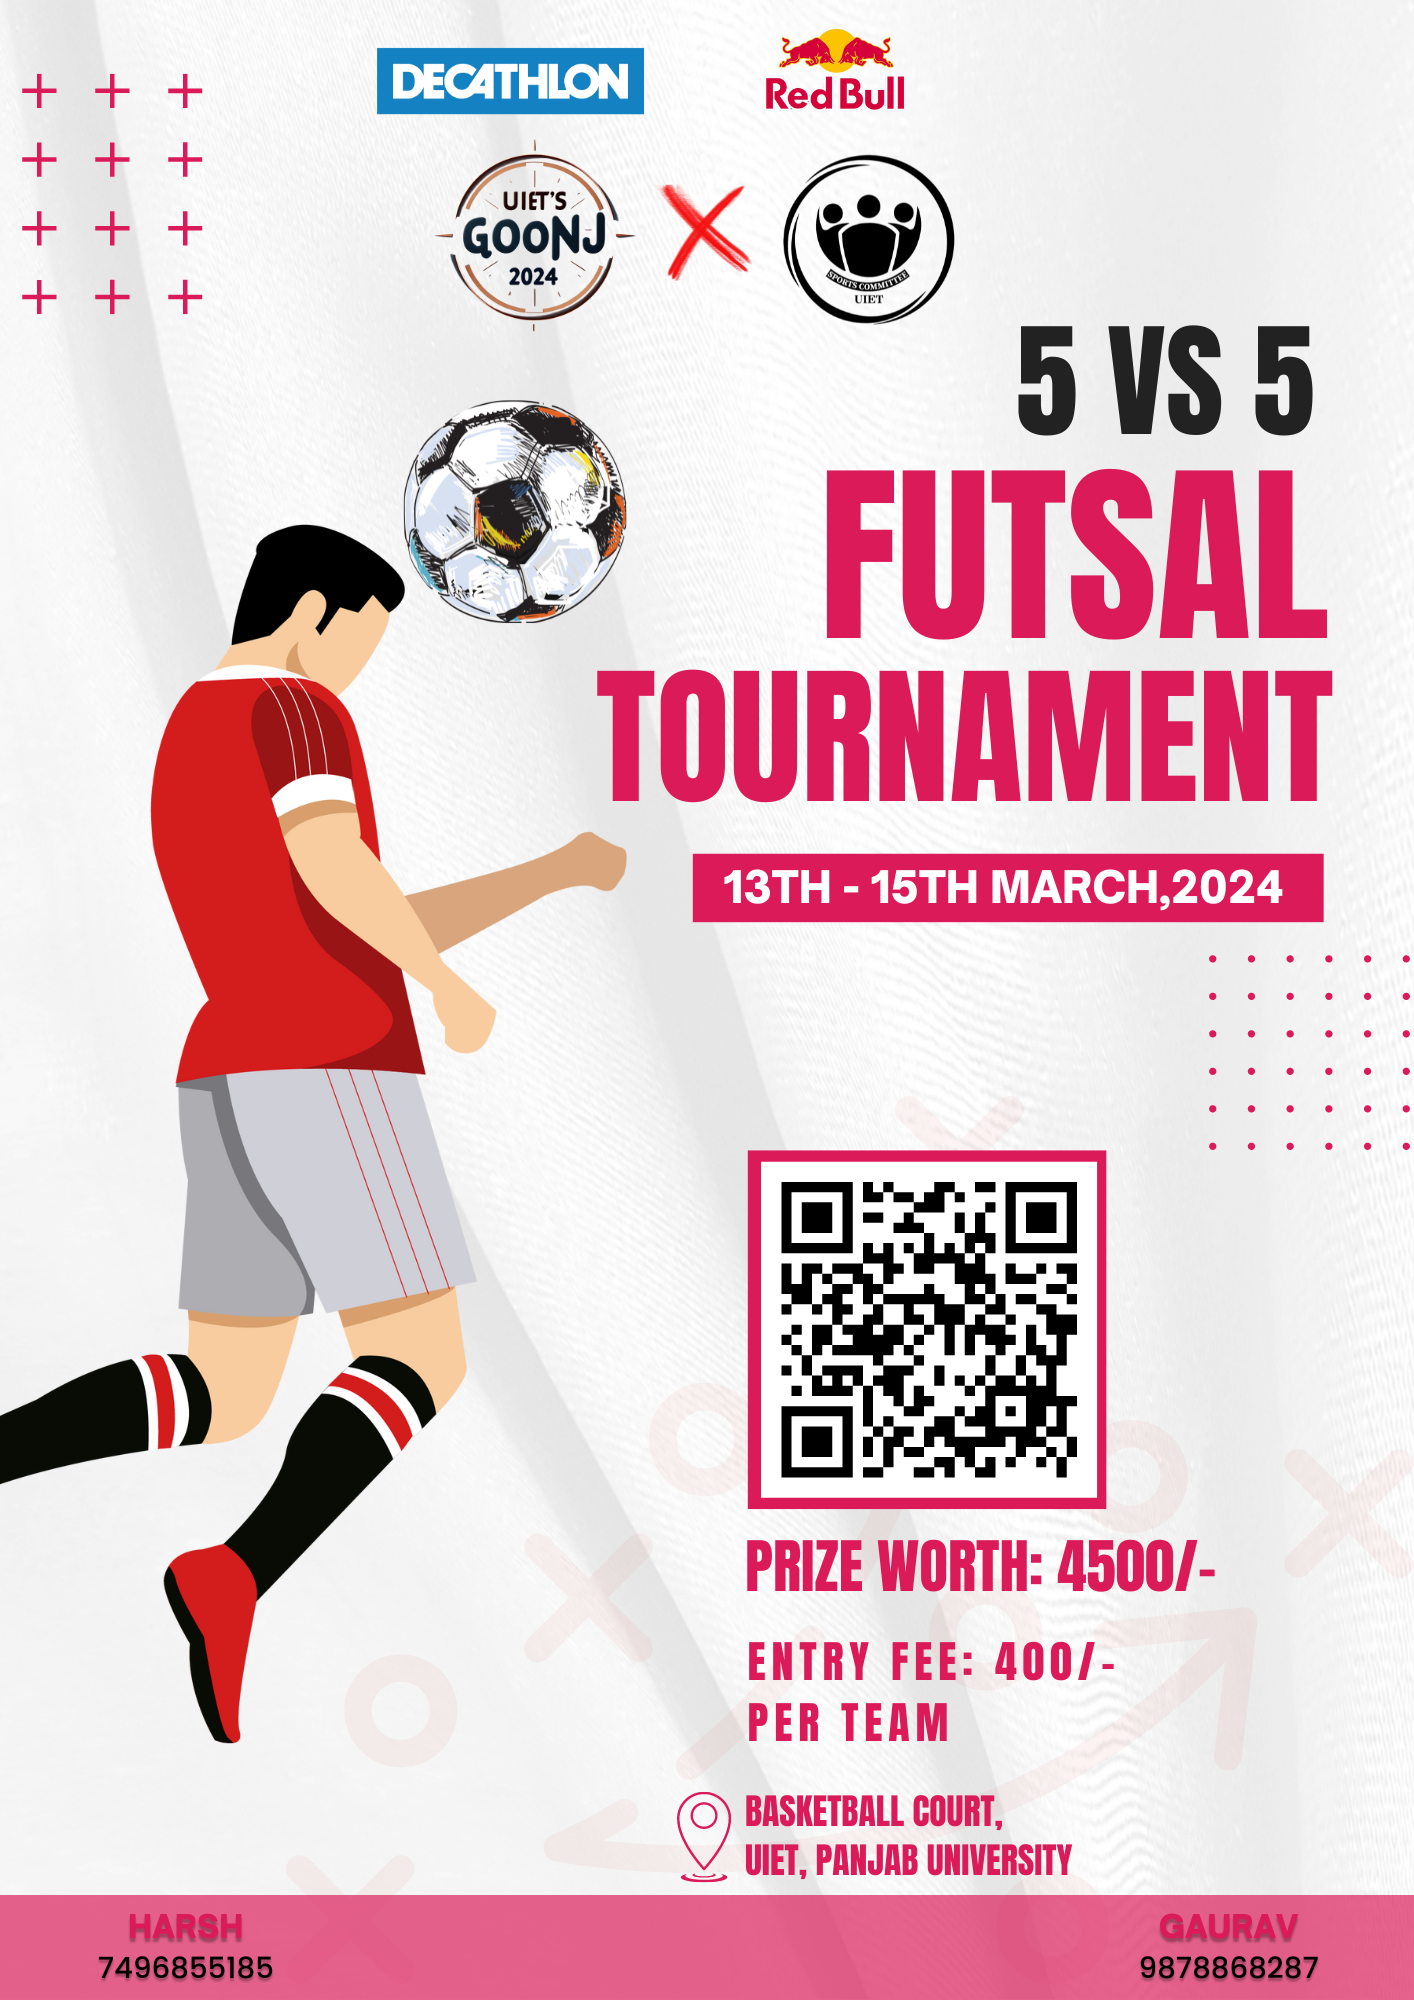 DECATHLON
Red Bull
UIET'S
GOONJ
2024
SPORTS COMMITTEE
UIET
5 VS 5
FUTSAL
TOURNAMENT
13TH - 15TH MARCH,2024
PRIZE WORTH: 4500/-
ENTRY FEE: 400/-
PER TEAM
BASKETBALL COURT,
UIET, PANJAB UNIVERSITY
HARSH
7496855185
GAURAV
9878868287